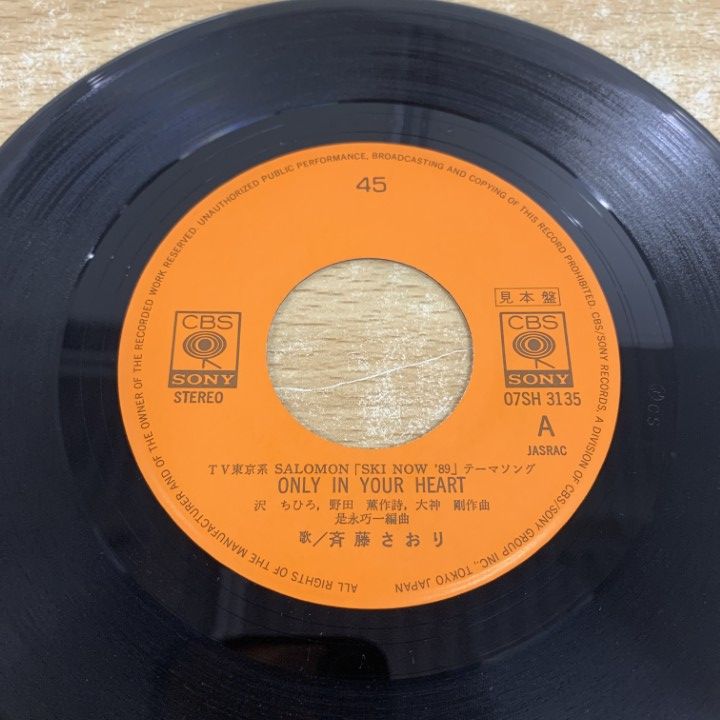 UNAUTHORIZED PUBLIC PERFORMANCE, BROADCASTING AND COPYING OF THIS RECORD PROHIBITED. CBS/SONY RECORDS, A DIVISION OF CBS/SONY GROUP INC., TOKYO JAPAN
ALL RIGHTS OF THE MANUFACTURER AND OF THE OWNER OF THE RECORDED WORK RESERVED.
45
見本盤
CBS
SONY
STEREO
CBS
SONY
07SH 3135
A
JASRAC
TV東京系 SALOMON「SKI NOW '89」テーマソング
ONLY IN YOUR HEART
沢 ちひろ, 野田 薫作詩, 大神 剛作曲
是永巧一編曲
歌/斉藤さおり